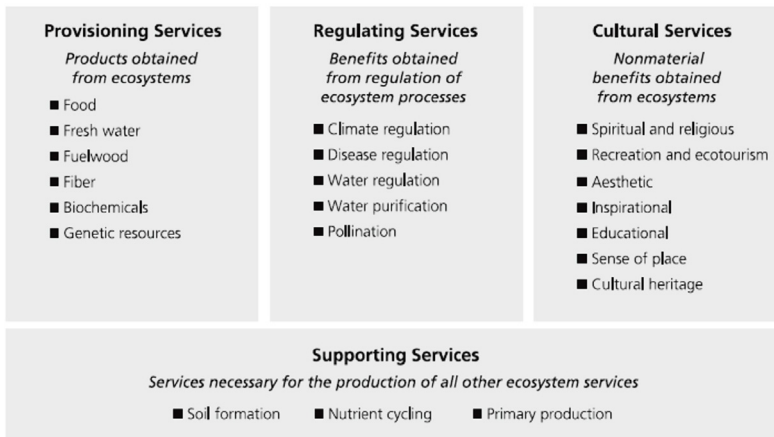 Provisioning Services
Products obtained
from ecosystems
■ Food
■ Fresh water
■ Fuelwood
■ Fiber
■ Biochemicals
■ Genetic resources
Regulating Services
Benefits obtained
from regulation of
ecosystem processes
■ Climate regulation
■ Disease regulation
■ Water regulation
■ Water purification
■ Pollination
Cultural Services
Nonmaterial
benefits obtained
from ecosystems
■ Spiritual and religious
■ Recreation and ecotourism
■ Aesthetic
■ Inspirational
■ Educational
■ Sense of place
■ Cultural heritage
Supporting Services
Services necessary for the production of all other ecosystem services
■ Soil formation ■ Nutrient cycling ■ Primary production